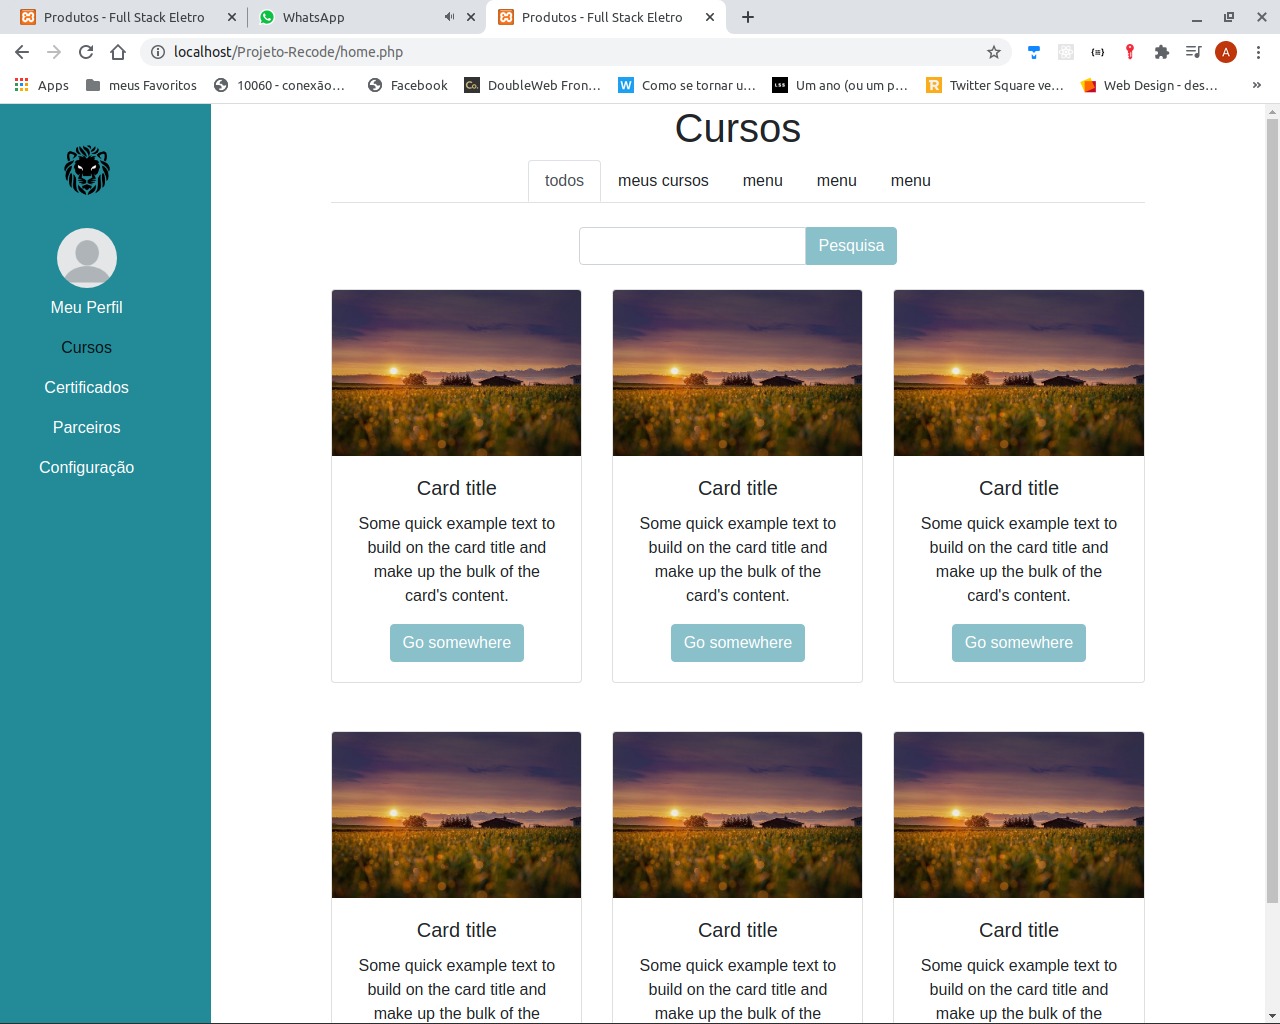 Produtos - Full Stack Eletro
WhatsApp
Produtos - Full Stack Eletro
localhost/Projeto-Recode/home.php
A
Apps
meus Favoritos
10060 - conexão…
Facebook
Co.
DoubleWeb Fron…
W
Como se tornar u…
LSS
Um ano (ou um p…
R
Twitter Square ve…
Web Design - des…
»
Meu Perfil
Cursos
Certificados
Parceiros
Configuração
Cursos
todos meus cursos menu menu menu
Pesquisa
Card title
Some quick example text to
build on the card title and
make up the bulk of the
card's content.
Go somewhere
Card title
Some quick example text to
build on the card title and
make up the bulk of the
card's content.
Go somewhere
Card title
Some quick example text to
build on the card title and
make up the bulk of the
card's content.
Go somewhere
Card title
Some quick example text to
build on the card title and
make up the bulk of the
Card title
Some quick example text to
build on the card title and
make up the bulk of the
Card title
Some quick example text to
build on the card title and
make up the bulk of the